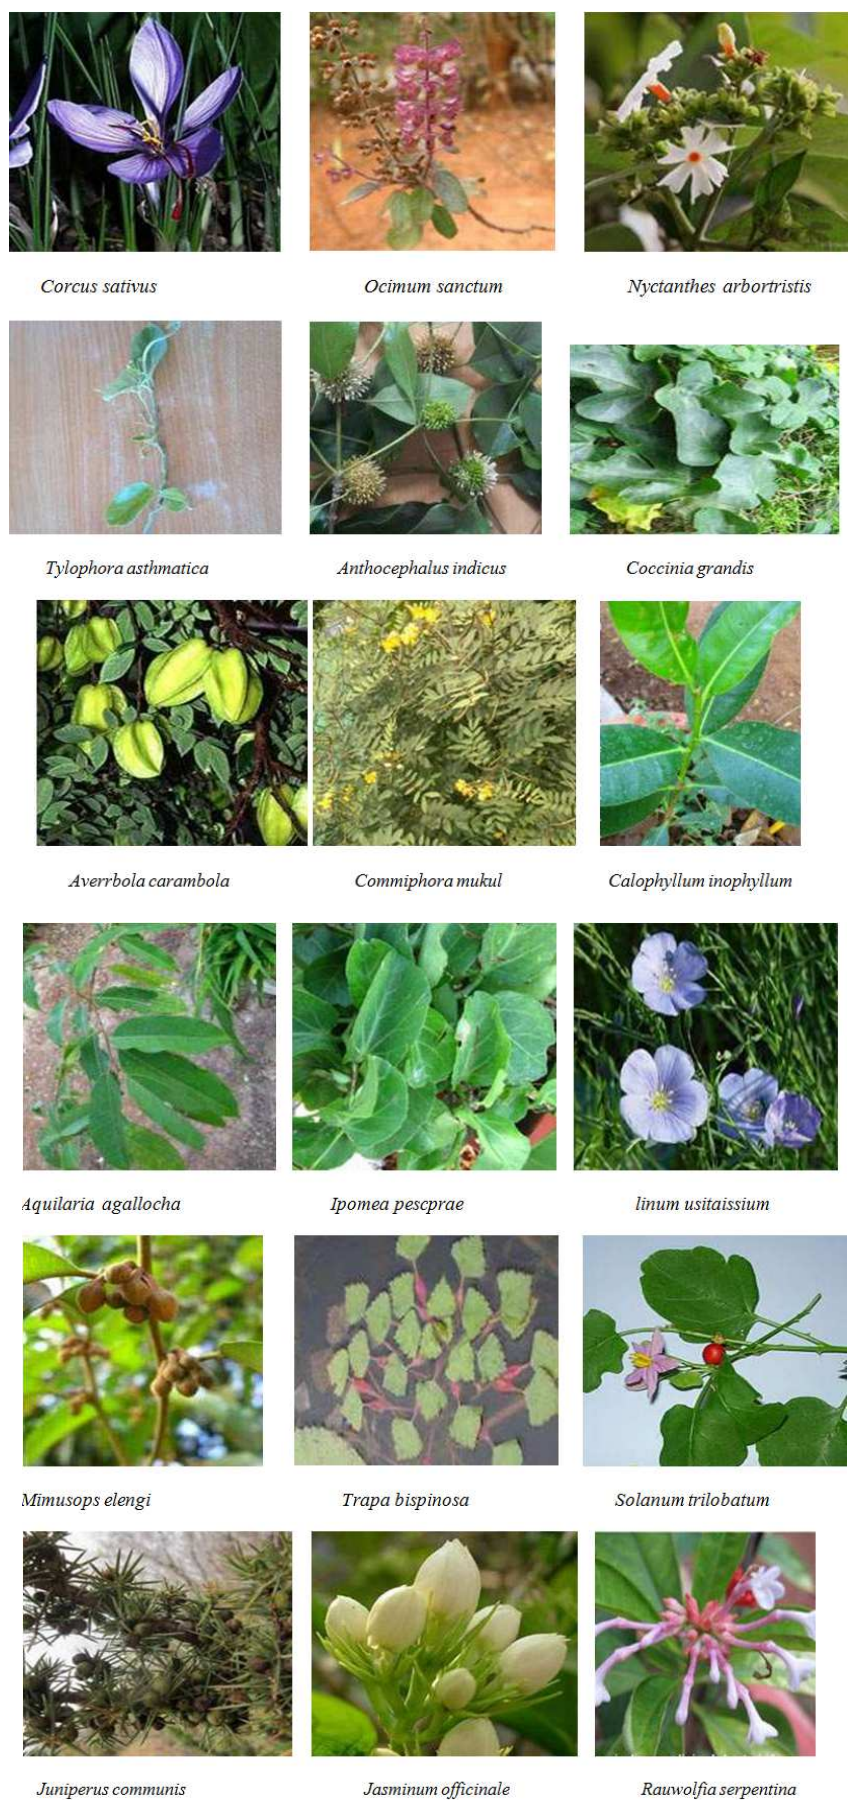 Corcus sativus
Ocimum sanctum
Nyctanthes arbortristis
Tylophora asthmatica
Anthocephalus indicus
Coccinia grandis
Averrbola carambola
Commiphora mukul
Calophyllum inophyllum
Aquilaria agallocha
Ipomea pescprae
linum usitaissium
Mimusops elengi
Trapa bispinosa
Solanum trilobatum
Juniperus communis
Jasminum officinale
Rauwolfia serpentina